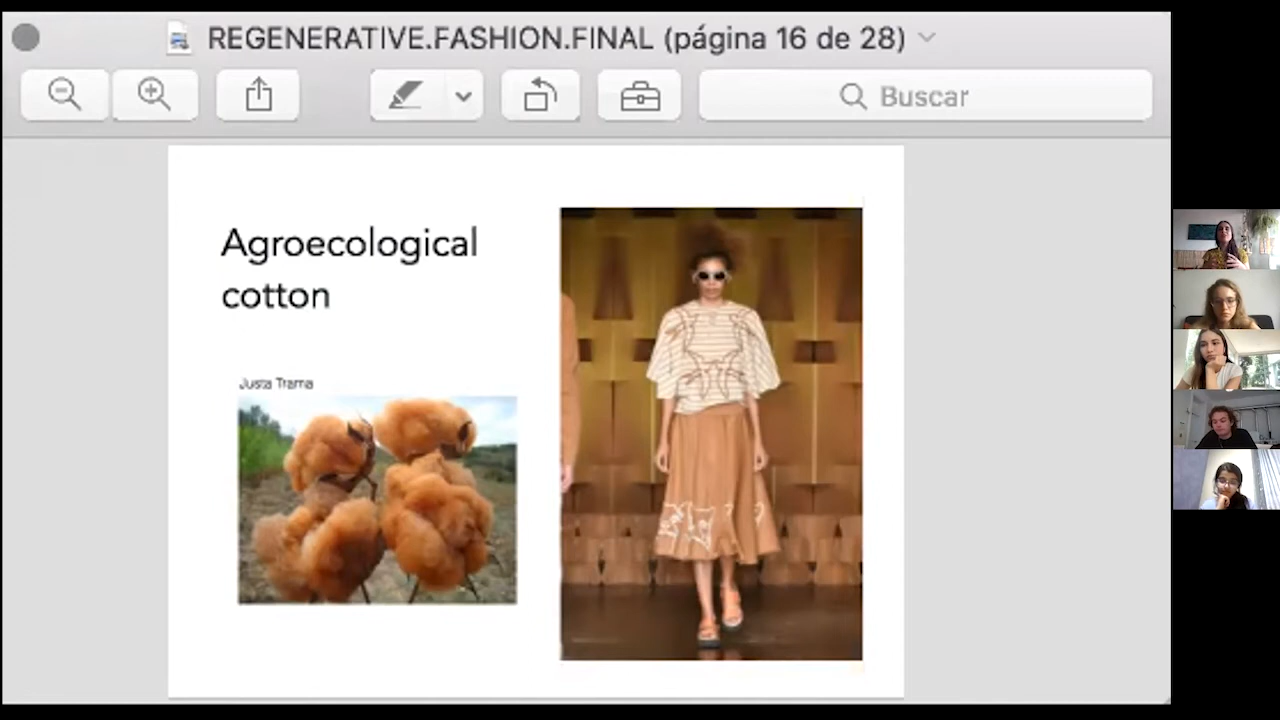 REGENERATIVE.FASHION.FINAL (página 16 de 28)
Buscar
Agroecological
cotton
Justa Trama